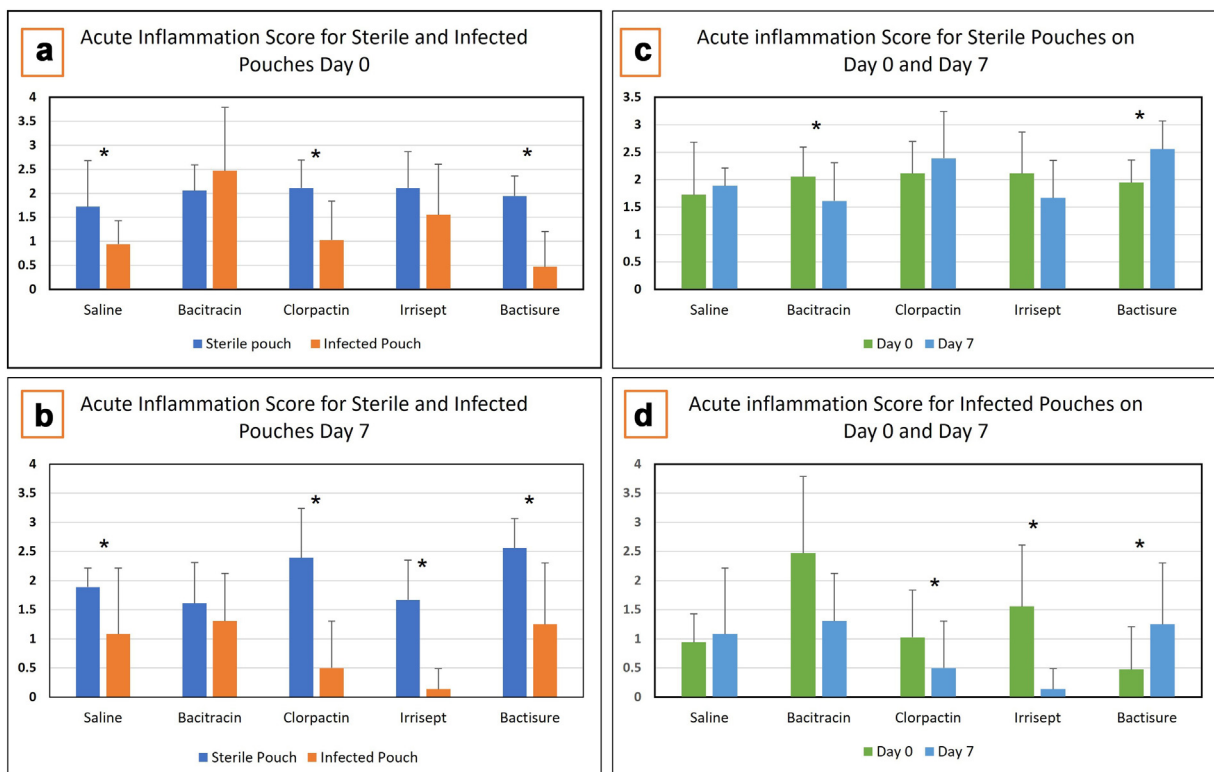 a
Acute Inflammation Score for Sterile and Infected
Pouches Day 0
4
3.5
3
2.5
2
1.5
1
0.5
0
*
*
*
Saline Bacitracin Clorpactin Irrisept Bactisure
Sterile pouch Infected Pouch
c
Acute inflammation Score for Sterile Pouches on
Day 0 and Day 7
3.5
3
2.5
2
1.5
1
0.5
0
*
*
Saline Bacitracin Clorpactin Irrisept Bactisure
Day 0 Day 7
b
Acute Inflammation Score for Sterile and Infected
Pouches Day 7
4
3.5
3
2.5
2
1.5
1
0.5
0
*
*
*
*
Saline Bacitracin Clorpactin Irrisept Bactisure
Sterile Pouch Infected Pouch
d
Acute inflammation Score for Infected Pouches on
Day 0 and Day 7
4
3.5
3
2.5
2
1.5
1
0.5
0
*
*
*
Saline Bacitracin Clorpactin Irrisept Bactisure
Day 0 Day 7